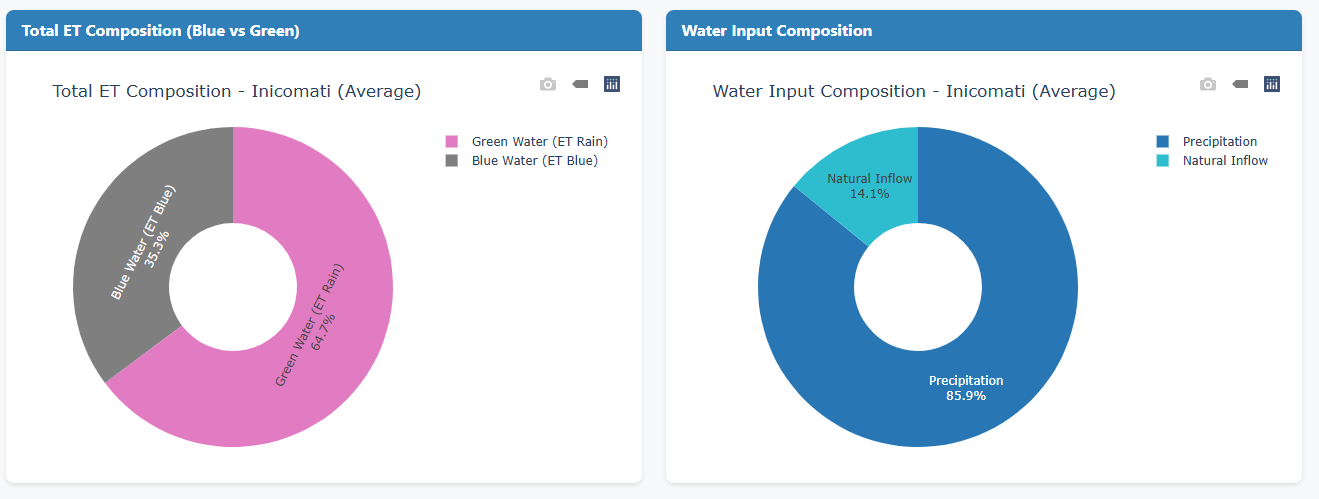 Total ET Composition (Blue vs Green)
Total ET Composition - Inicomati (Average)
Green Water (ET Rain)
Blue Water (ET Blue)
Blue Water (ET Blue)
35.3%
Green Water (ET Rain)
64.7%
Water Input Composition
Water Input Composition - Inicomati (Average)
Precipitation
Natural Inflow
Natural Inflow
14.1%
Precipitation
85.9%